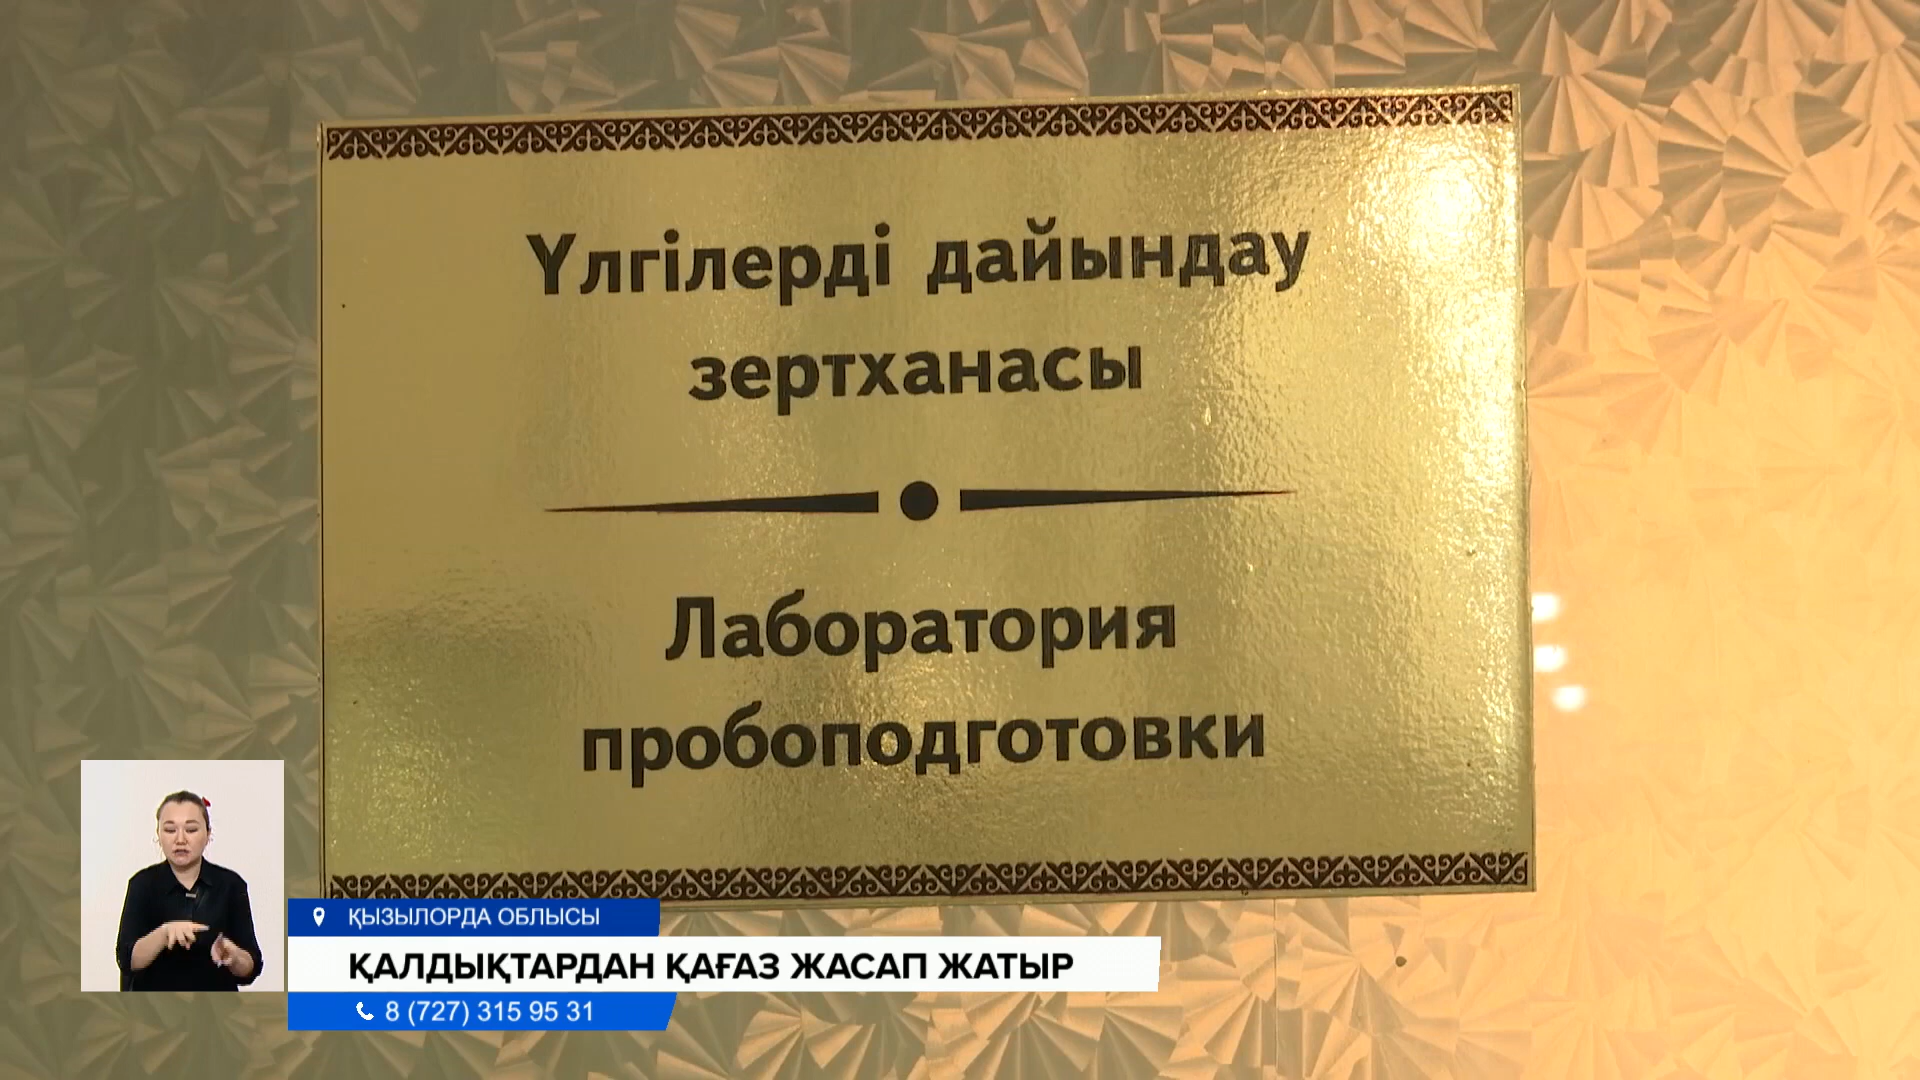 Үлгілерді дайындау
зертханасы
Лаборатория
пробоподготовки
ҚЫЗЫЛОРДА ОБЛЫСЫ
ҚАЛДЫҚТАРДАН ҚАҒАЗ ЖАСАП ЖАТЫР
8 (727) 315 95 31